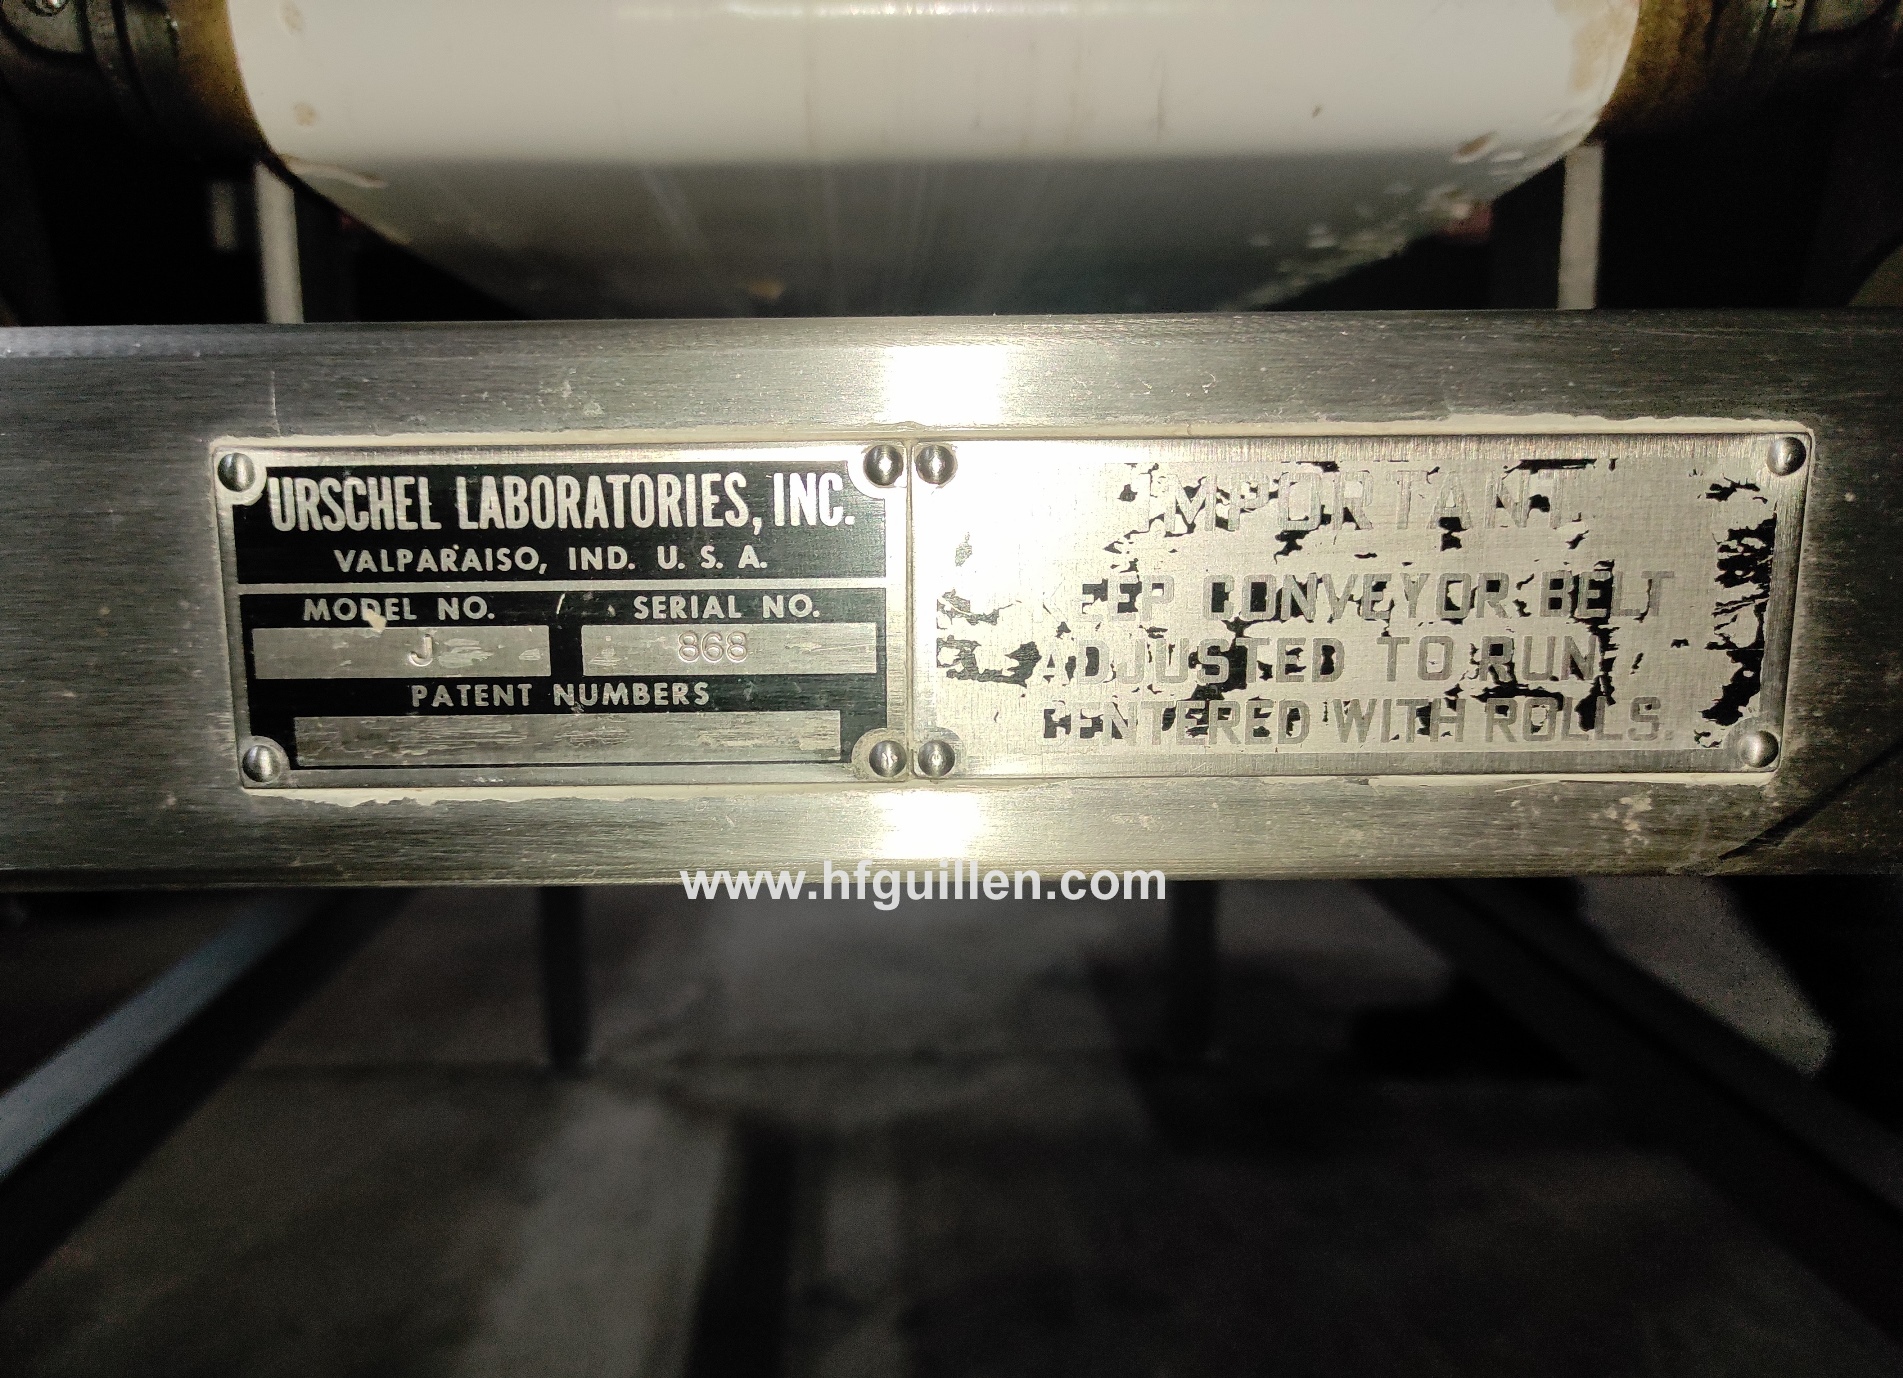 URSCHEL LABORATORIES, INC.
VALPARAISO, IND. U. S. A.
MODEL NO. SERIAL NO.
J 868
PATENT NUMBERS
IMPORTANT
KEEP CONVEYOR BELT
ADJUSTED TO RUN
CENTERED WITH ROLLS.
www.hfguillen.com